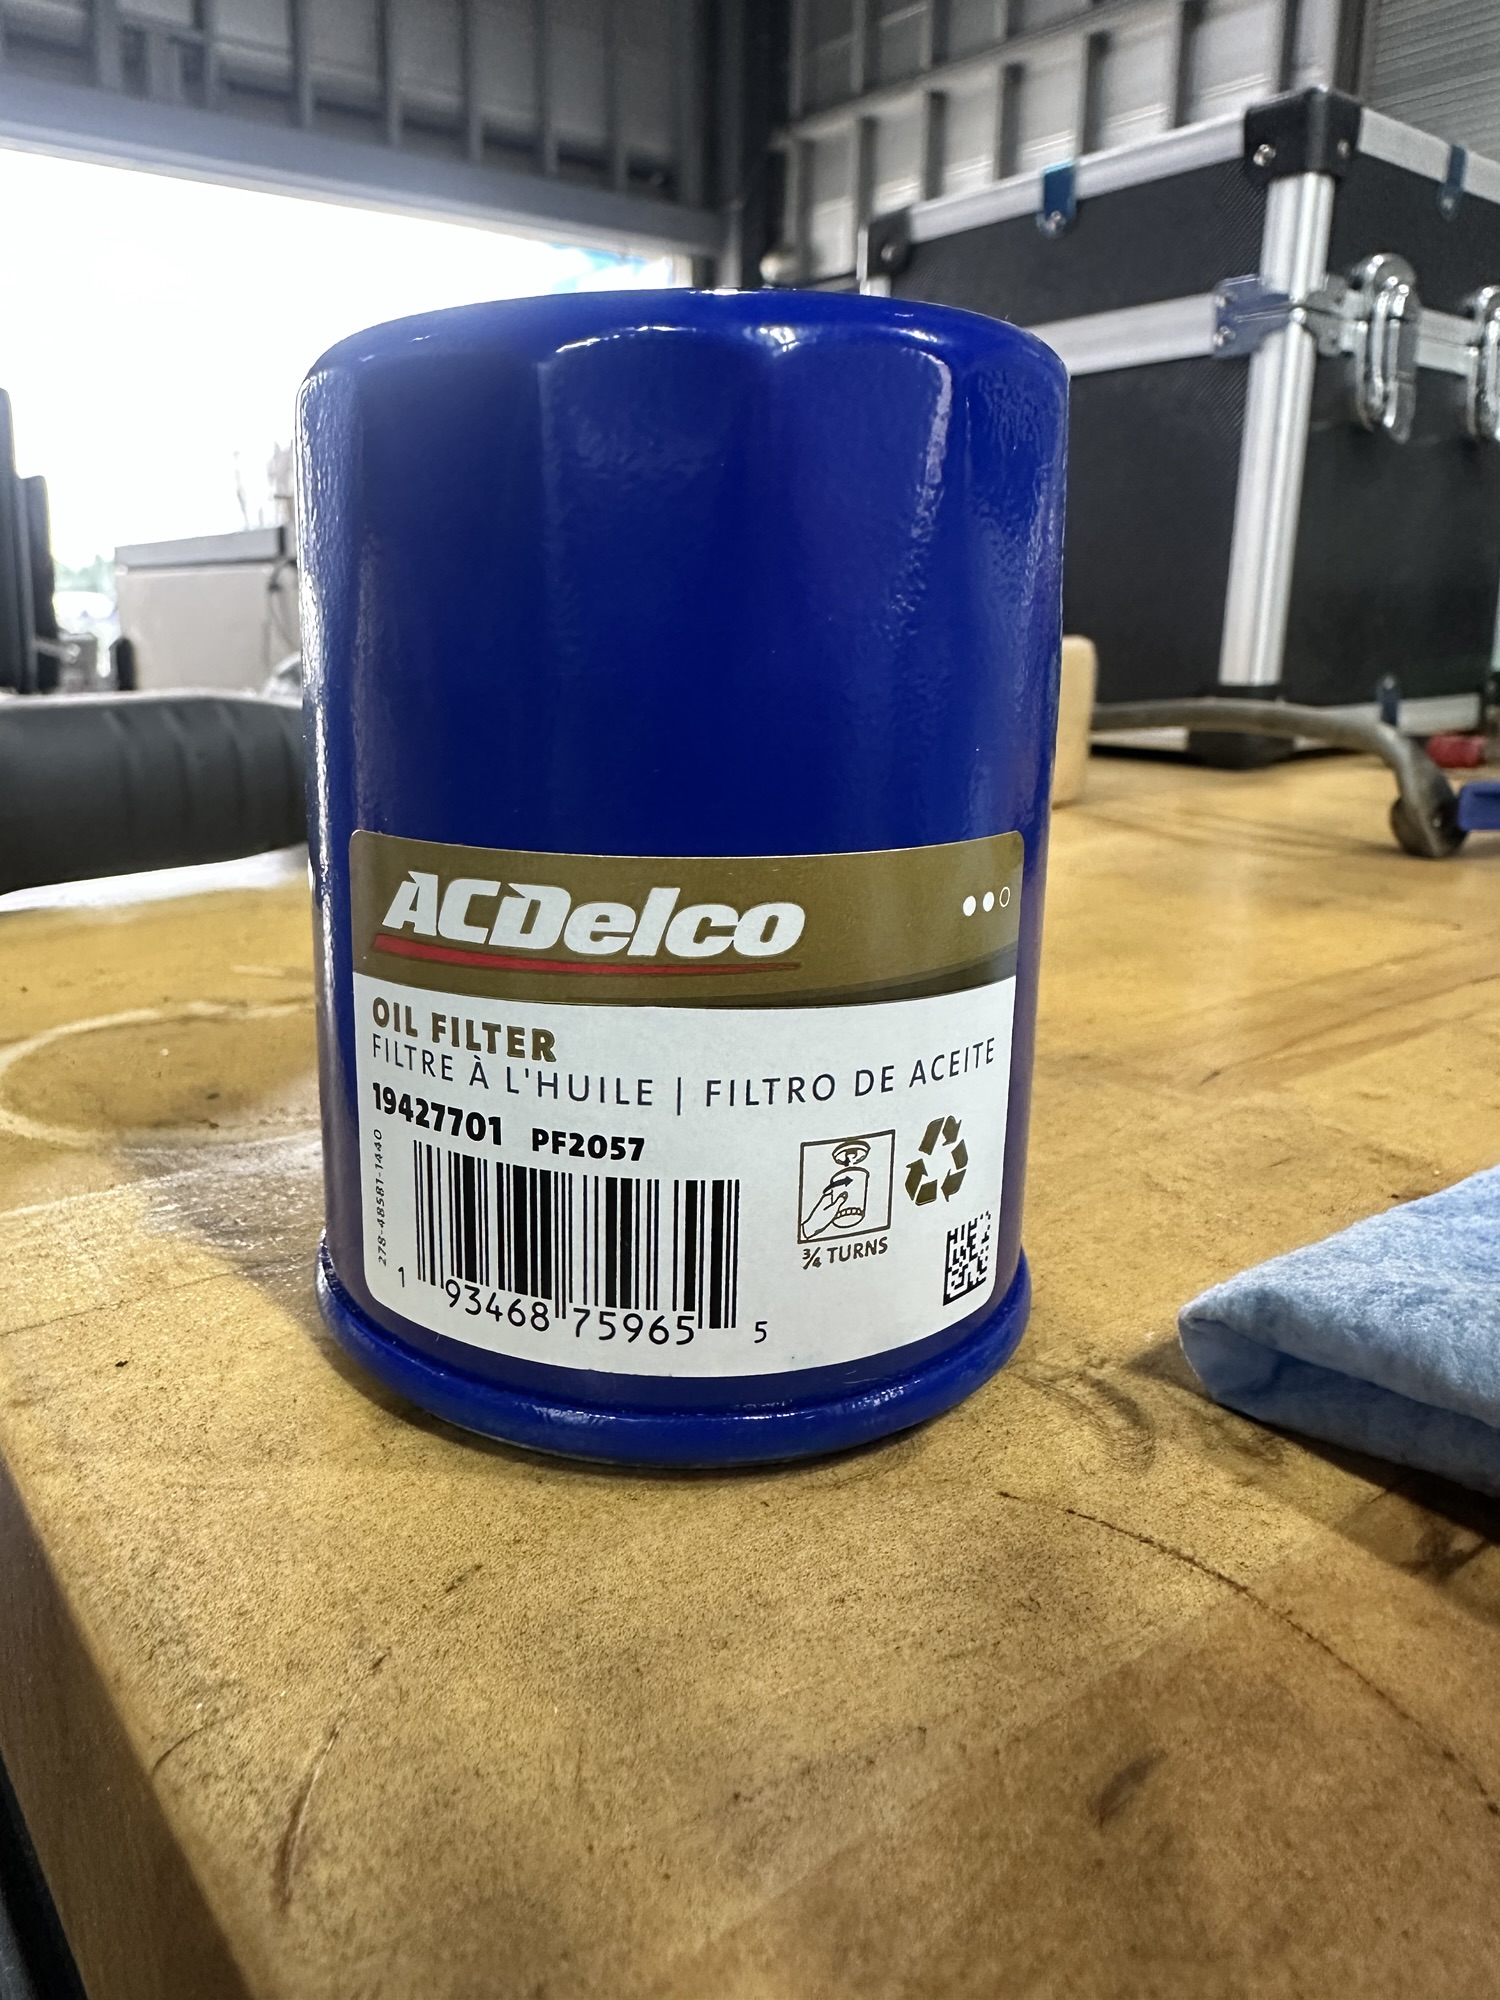 ACDelco
OIL FILTER
FILTRE À L'HUILE | FILTRO DE ACEITE
19427701 PF2057
278-48581-1440
¾ TURNS
1 93468 75965 5